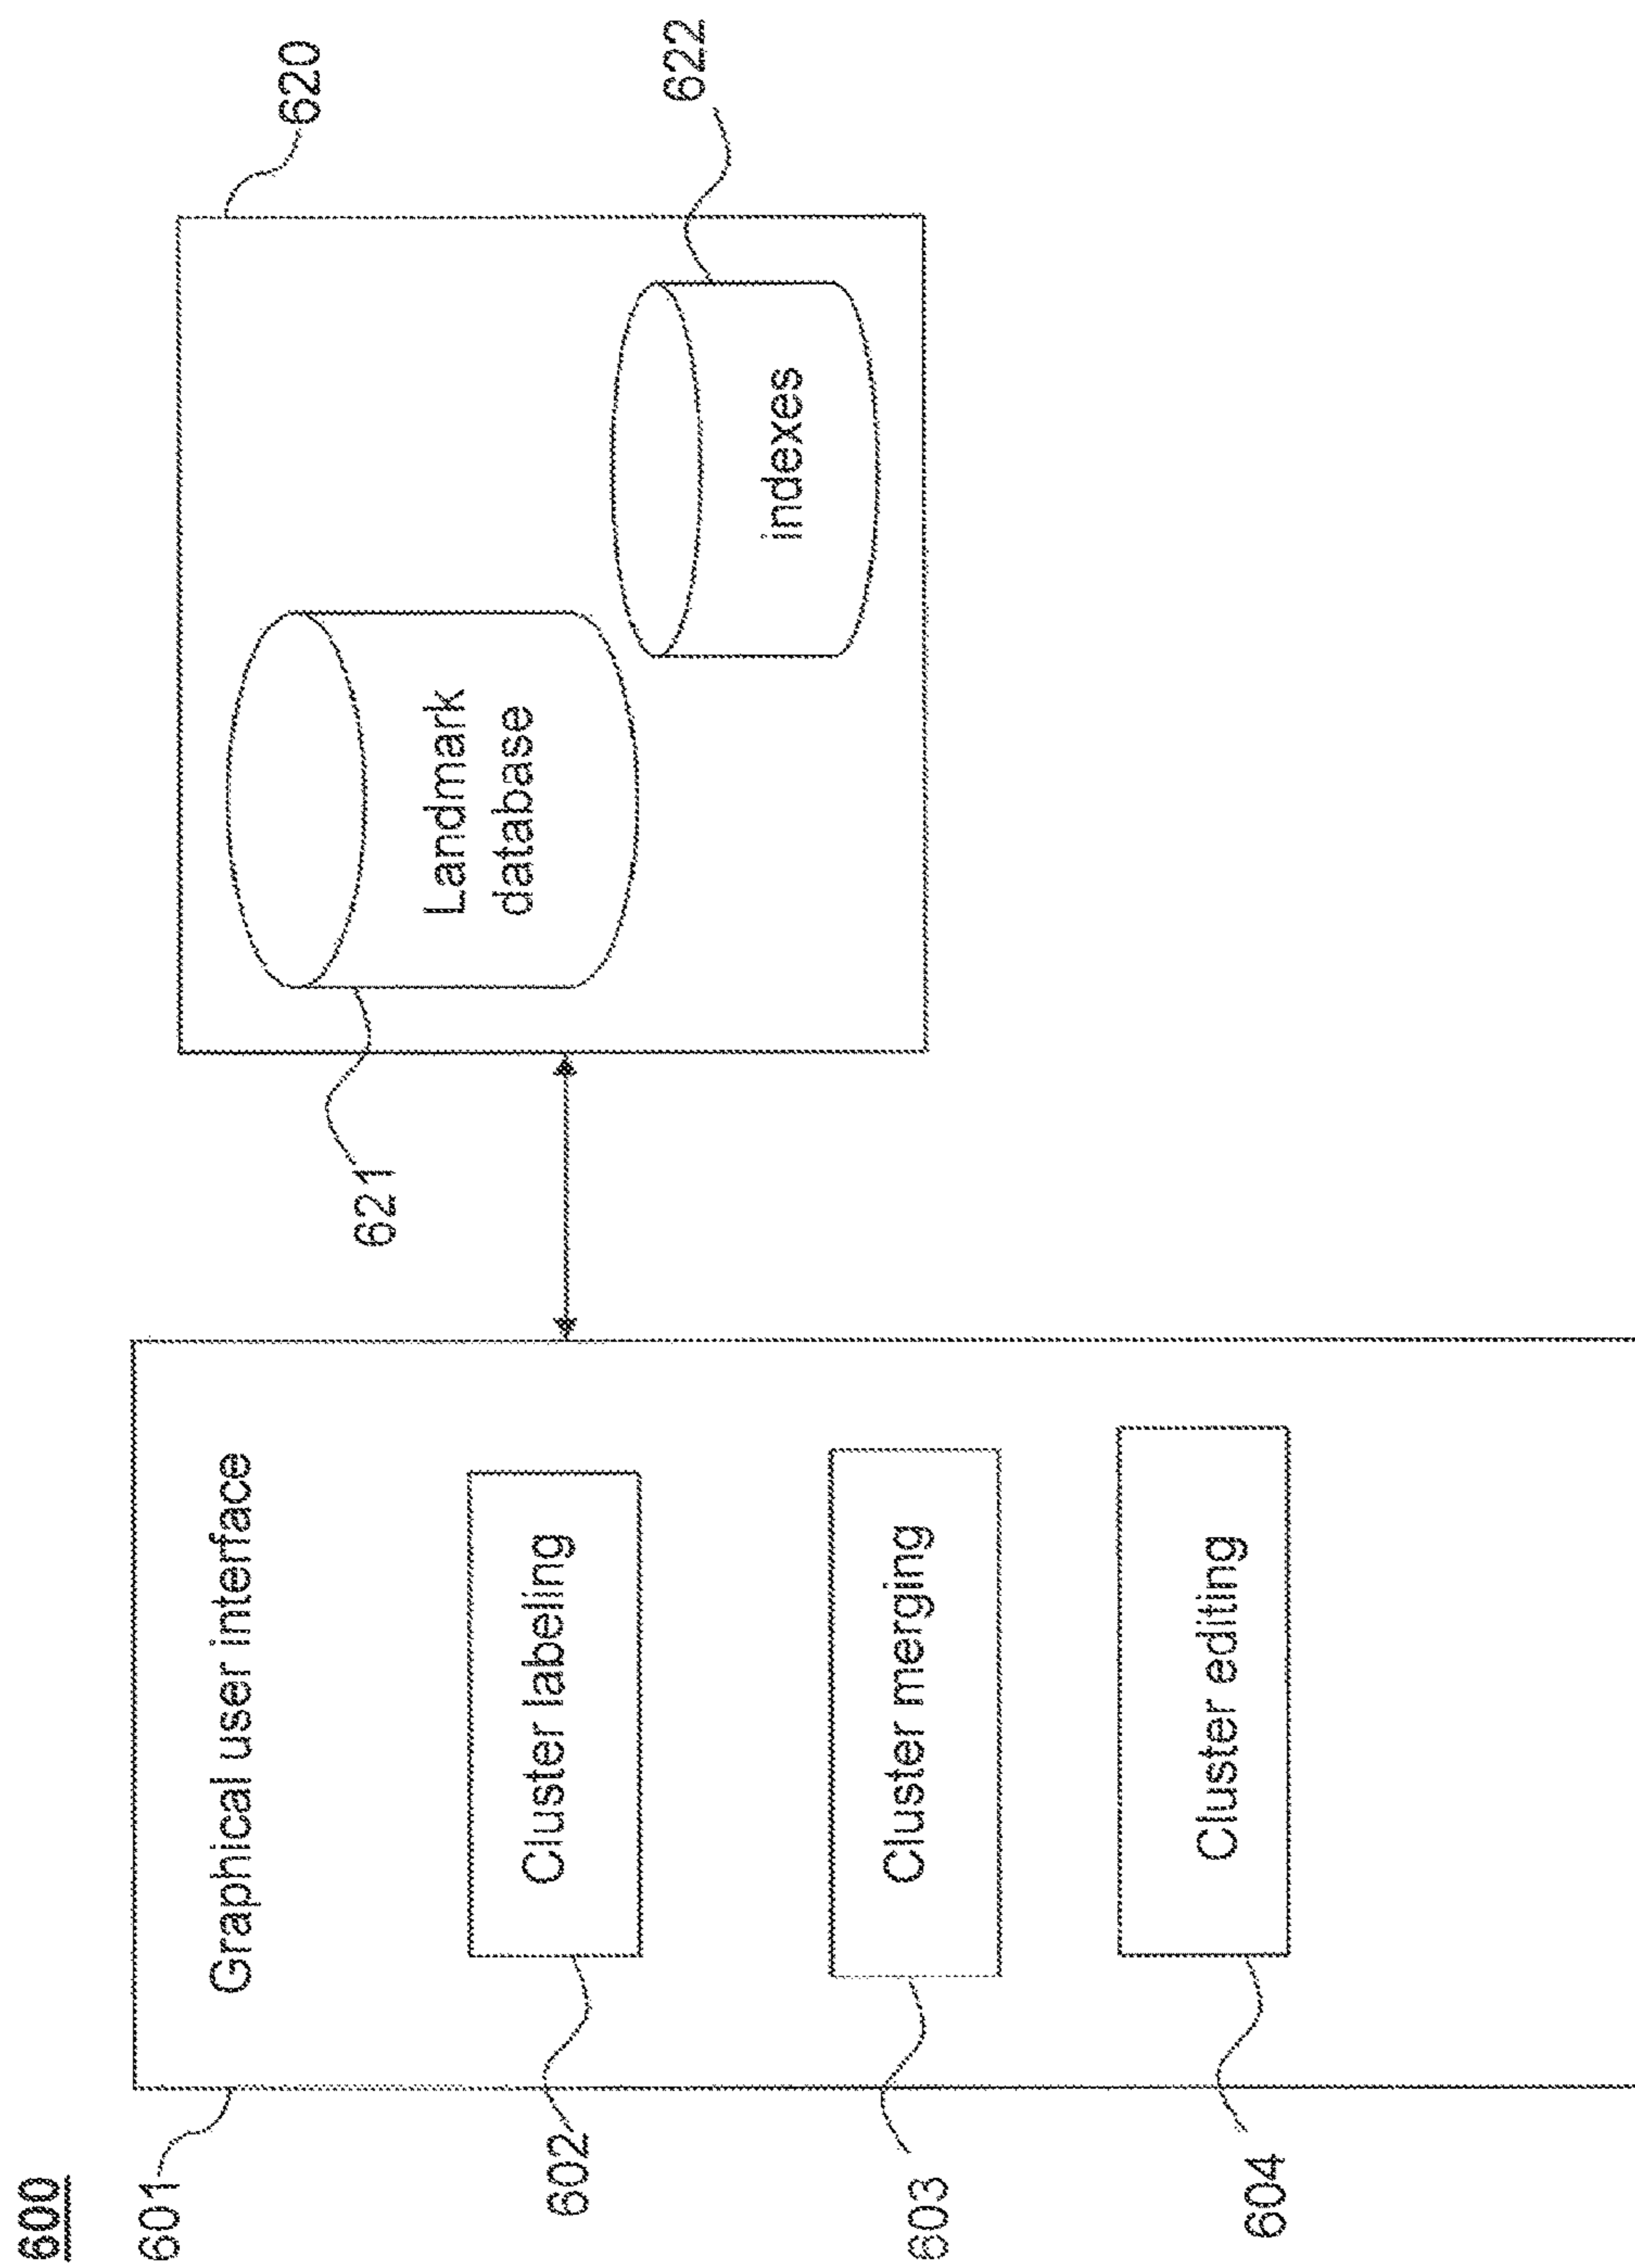 600
601
Graphical user interface
602
Cluster labeling
603
Cluster merging
604
Cluster editing
620
621
Landmark
database
622
indexes